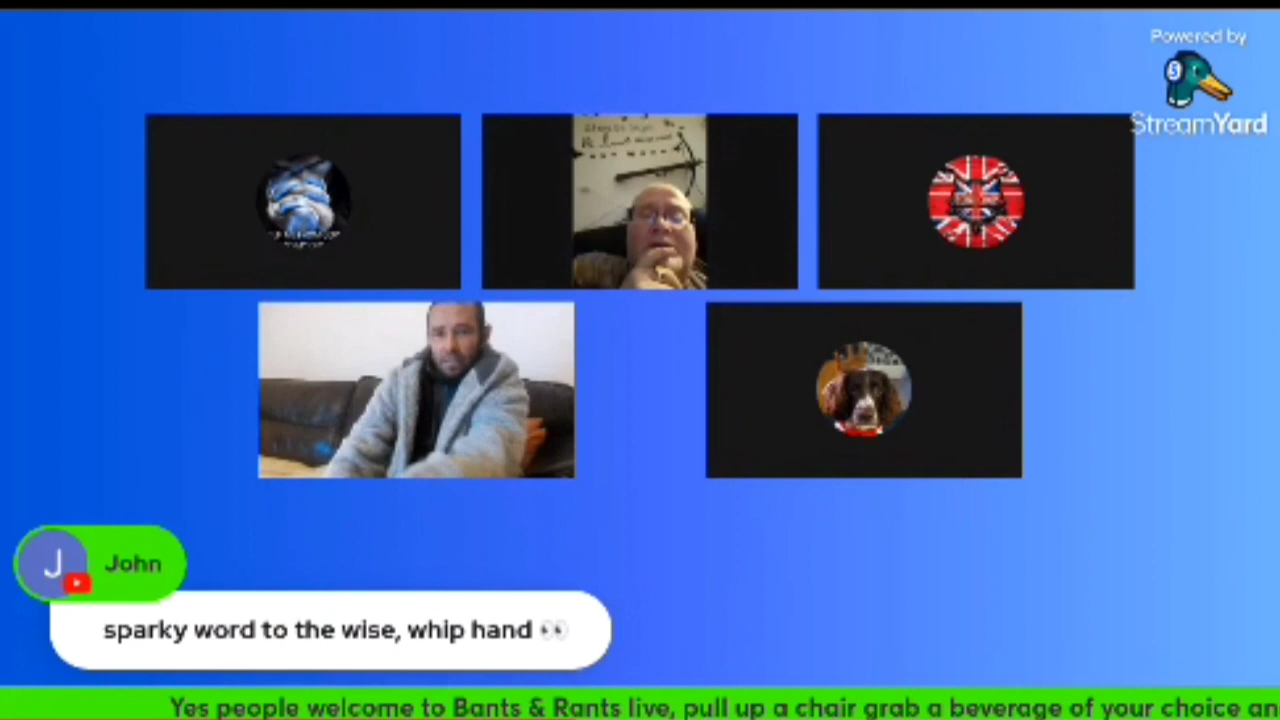 Powered by
StreamYard
J
John
sparky word to the wise, whip hand 👀
Yes people welcome to Bants & Rants live, pull up a chair grab a beverage of your choice an